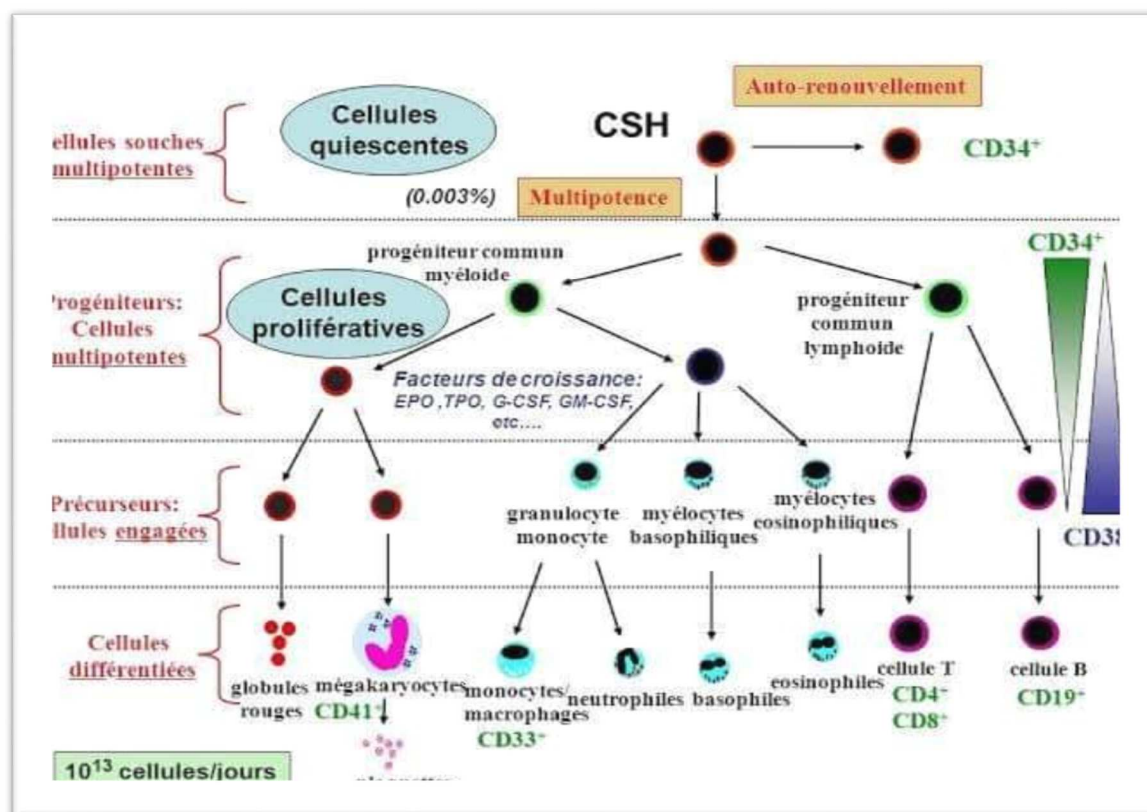 Auto-renouvellement
Cellules
quiescentes
CSH
CD34+
ellules souches
multipotentes
(0.003%)
Multipotence
CD34+
progéniteur commun
myéloide
Progéniteurs:
Cellules
multipotentes
Cellules
prolifératives
progéniteur
commun
lymphoide
Facteurs de croissance:
EPO ,TPO, G-CSF, GM-CSF,
etc....
Précurseurs:
llules engagées
granulocyte
monocyte
myélocytes
basophiliques
myélocytes
eosinophiliques
CD38
Cellules
différentiées
globules
rouges
mégakaryocytes
CD41+
monocytes/
macrophages
CD33+
neutrophiles
basophiles
eosinophiles
cellule T
CD4+
CD8+
cellule B
CD19+
10¹³ cellules/jours